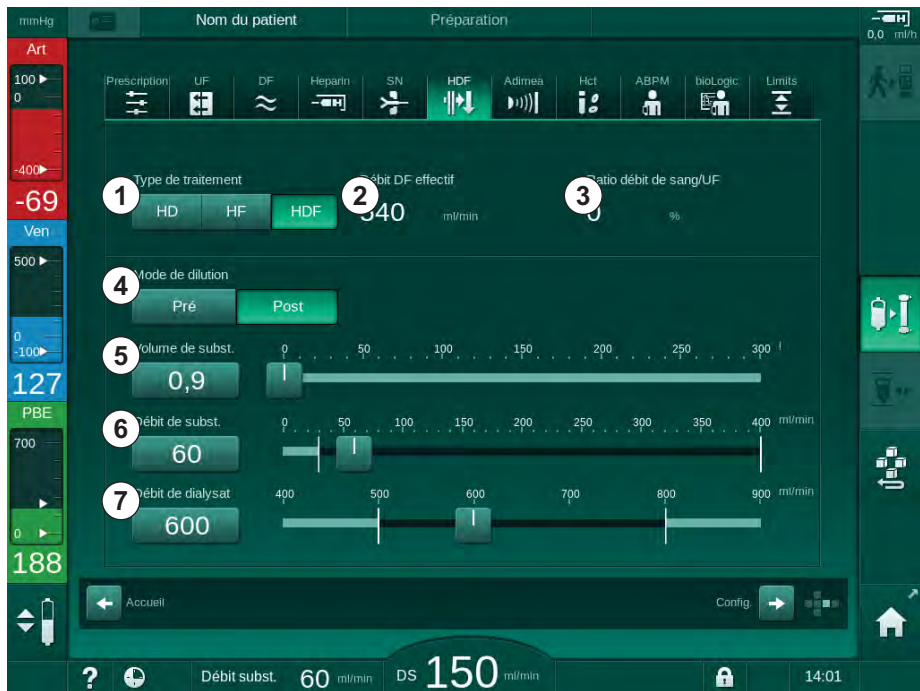 mmHg
Nom du patient
Préparation
0,0 ml/h
Art
100
0
-400
-69
Ven
500
0
-100
127
PBE
700
0
188
Prescription UF DF Heparin SN HDF Adimea Hct ABPM bioLogic Limits
1 Type de traitement
HD HF HDF
2 Débit DF effectif
540 ml/min
3 Ratio débit de sang/UF
0 %
4 Mode de dilution
Pré Post
5 Volume de subst.
0,9
0 50 100 150 200 250 300 l
6 Débit de subst.
60
0 50 100 150 200 250 300 350 400 ml/min
7 Débit de dialysat
600
400 500 600 700 800 900 ml/min
Accueil
Config.
? Débit subst. 60 ml/min DS 150 ml/min 14:01